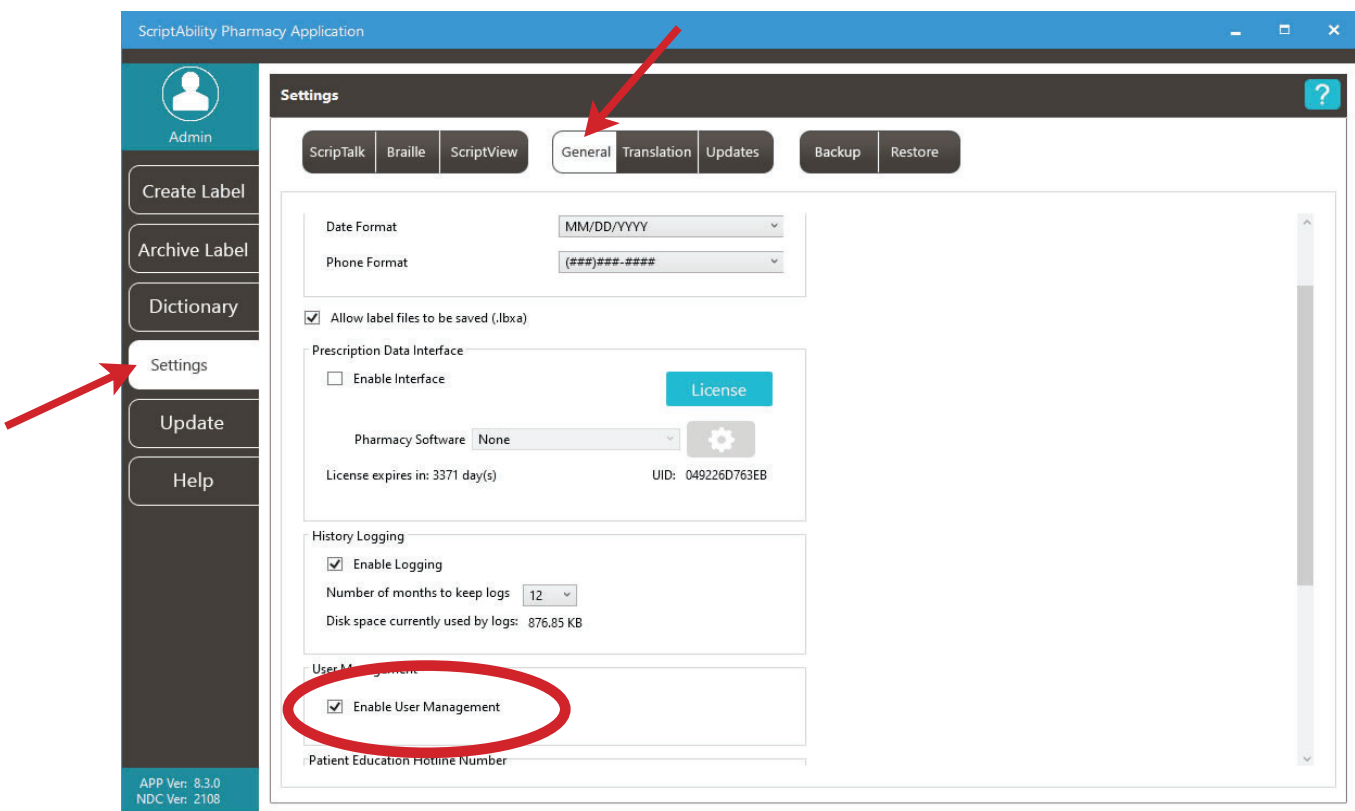 ScriptAbility Pharmacy Application
Admin
Create Label
Archive Label
Dictionary
Settings
Update
Help
APP Ver: 8.3.0
NDC Ver: 2108
Settings
?
ScripTalk Braille ScriptView General Translation Updates Backup Restore
Date Format MM/DD/YYYY
Phone Format (###)###-####
Allow label files to be saved (.lbxa)
Prescription Data Interface
Enable Interface
License
Pharmacy Software None
License expires in: 3371 day(s) UID: 049226D763EB
History Logging
Enable Logging
Number of months to keep logs 12
Disk space currently used by logs: 876.85 KB
User Management
Enable User Management
Patient Education Hotline Number